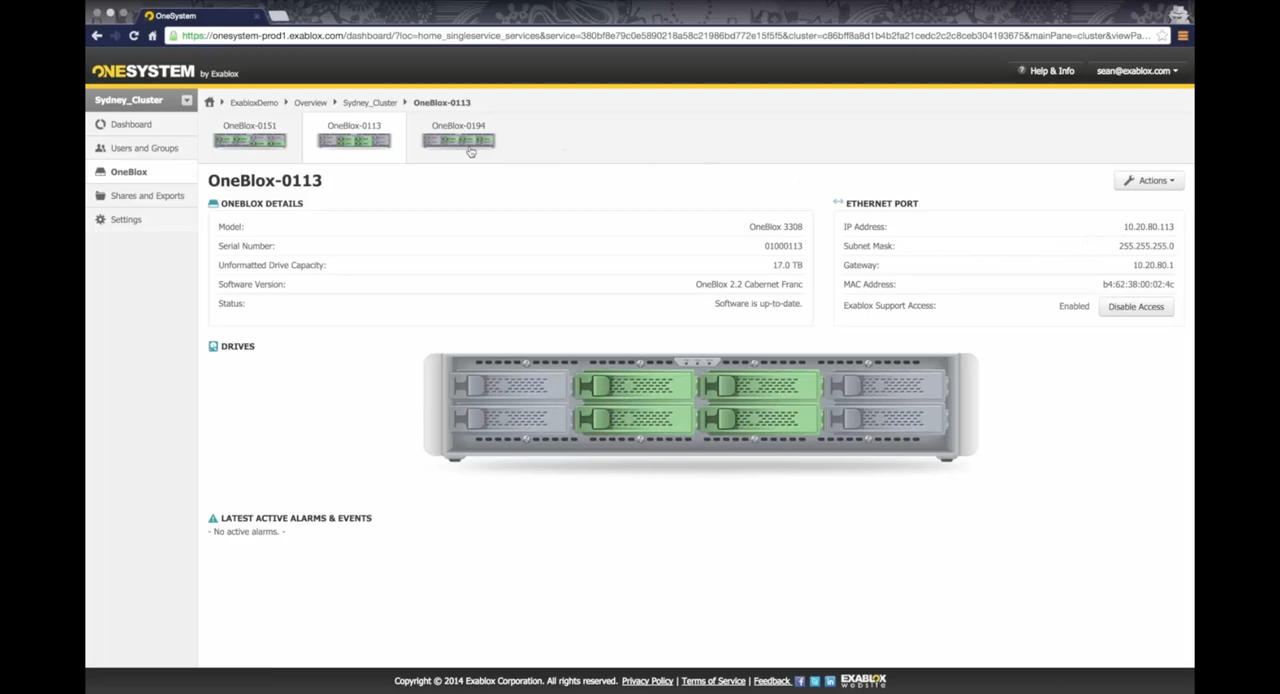 OneSystem
https://onesystem-prod1.exablox.com/dashboard/?loc=home_singleservice_services&service=380bf8e79c0e5890218a58c21986bd772e15f5f5&cluster=c86bff8a8d1b4b2fa21cedc2c2c8ceb304193675&mainPane=cluster&viewPa...
ONESYSTEM by Exablox
Help & Info
sean@exablox.com
Sydney_Cluster
ExabloxDemo
Overview
Sydney_Cluster
OneBlox-0113
Dashboard
Users and Groups
OneBlox
Shares and Exports
Settings
OneBlox-0151
OneBlox-0113
OneBlox-0194
OneBlox-0113
Actions
ONEBLOX DETAILS
Model: OneBlox 3308
Serial Number: 01000113
Unformatted Drive Capacity: 17.0 TB
Software Version: OneBlox 2.2 Cabernet Franc
Status: Software is up-to-date.
ETHERNET PORT
IP Address: 10.20.80.113
Subnet Mask: 255.255.255.0
Gateway: 10.20.80.1
MAC Address: b4:62:38:00:02:4c
Exablox Support Access: Enabled Disable Access
DRIVES
LATEST ACTIVE ALARMS & EVENTS
- No active alarms. -
Copyright © 2014 Exablox Corporation. All rights reserved. Privacy Policy | Terms of Service | Feedback
EXABLOX
website